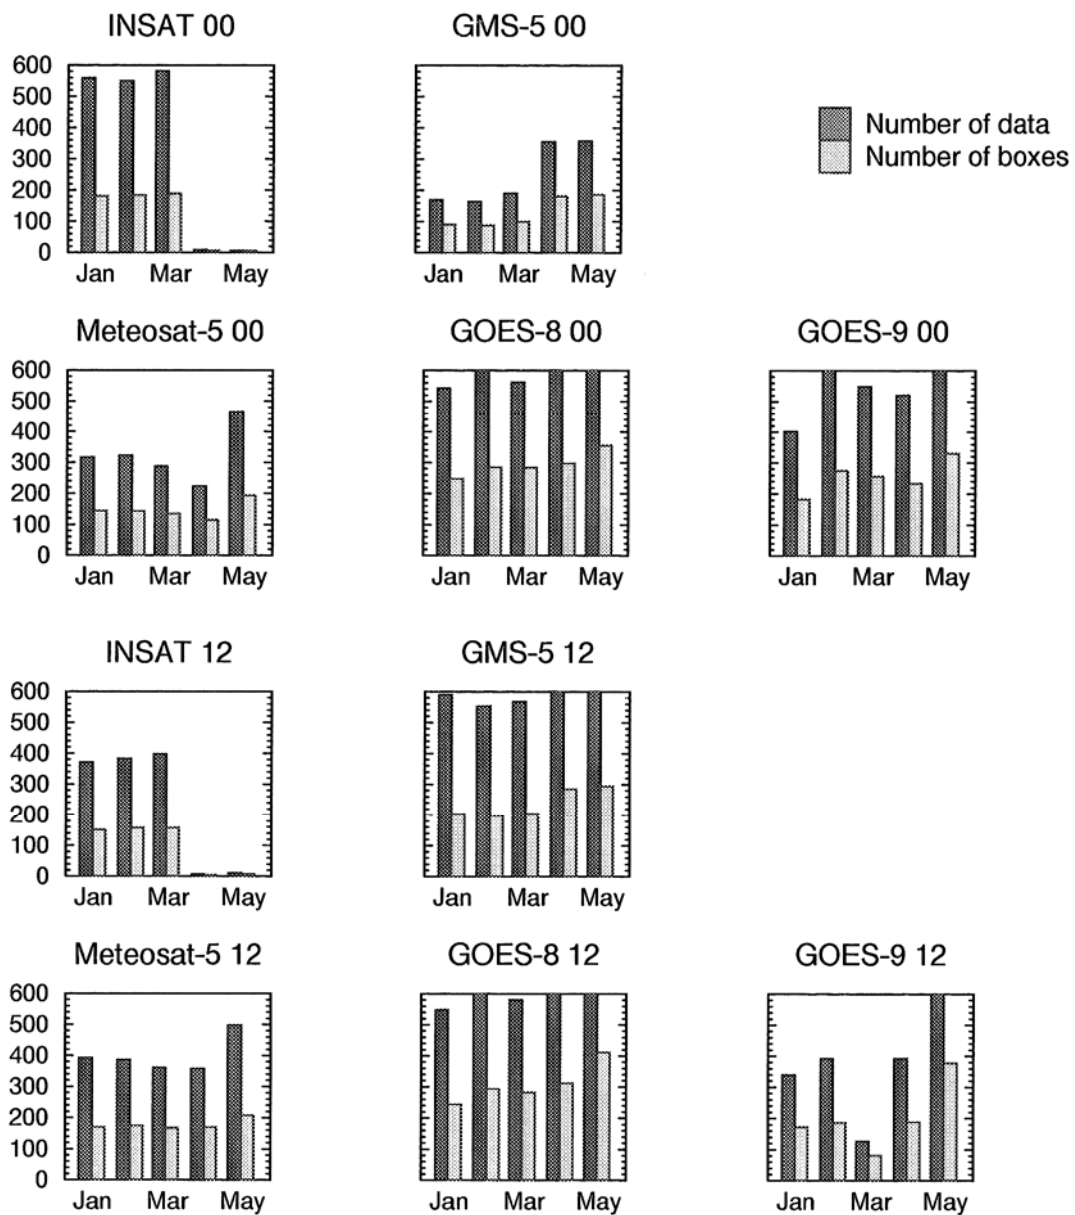 INSAT 00 GMS-5 00
600
500
400
300
200
100
0
Jan Mar May
Jan Mar May
Number of data
Number of boxes
Meteosat-5 00 GOES-8 00 GOES-9 00
600
500
400
300
200
100
0
Jan Mar May
Jan Mar May
Jan Mar May
INSAT 12 GMS-5 12
600
500
400
300
200
100
0
Jan Mar May
Jan Mar May
Meteosat-5 12 GOES-8 12 GOES-9 12
600
500
400
300
200
100
0
Jan Mar May
Jan Mar May
Jan Mar May